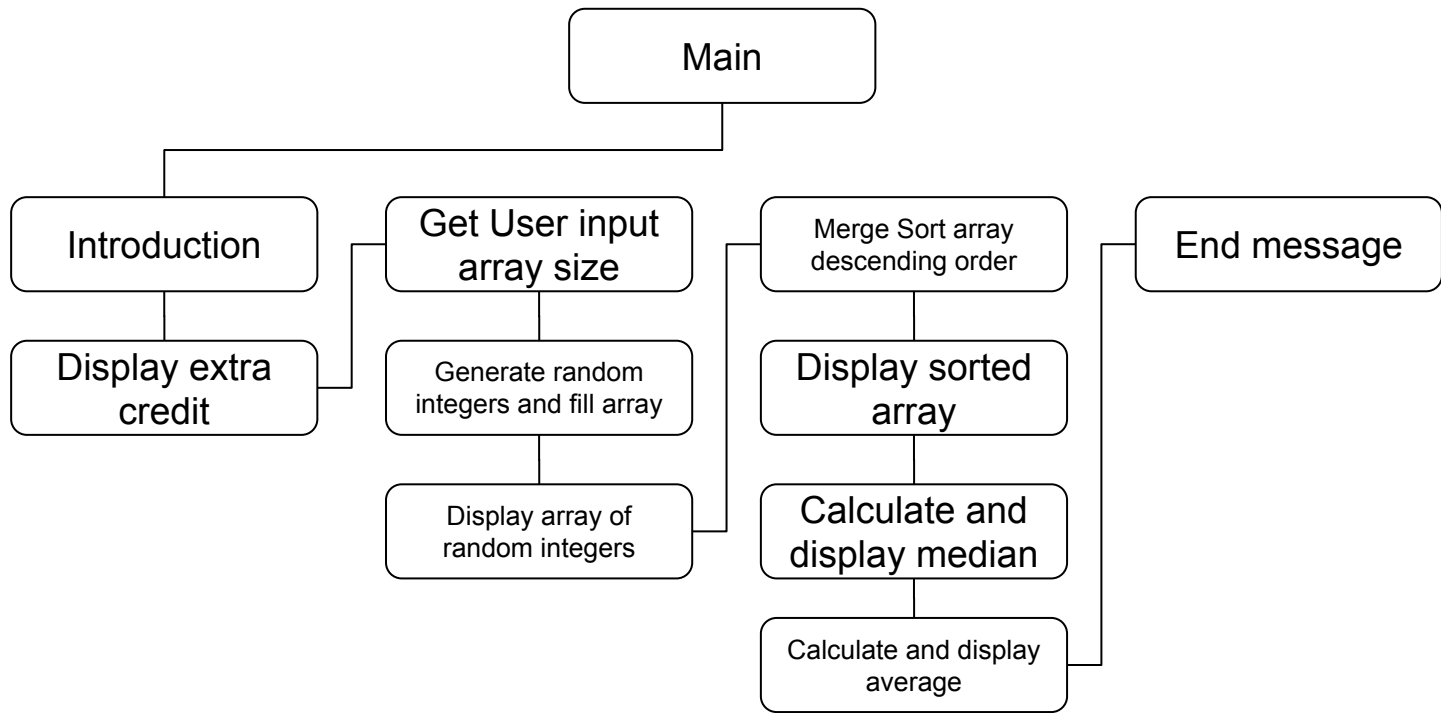 Main
Introduction
Display extra
credit
Get User input
array size
Generate random
integers and fill array
Display array of
random integers
Merge Sort array
descending order
Display sorted
array
Calculate and
display median
Calculate and display
average
End message